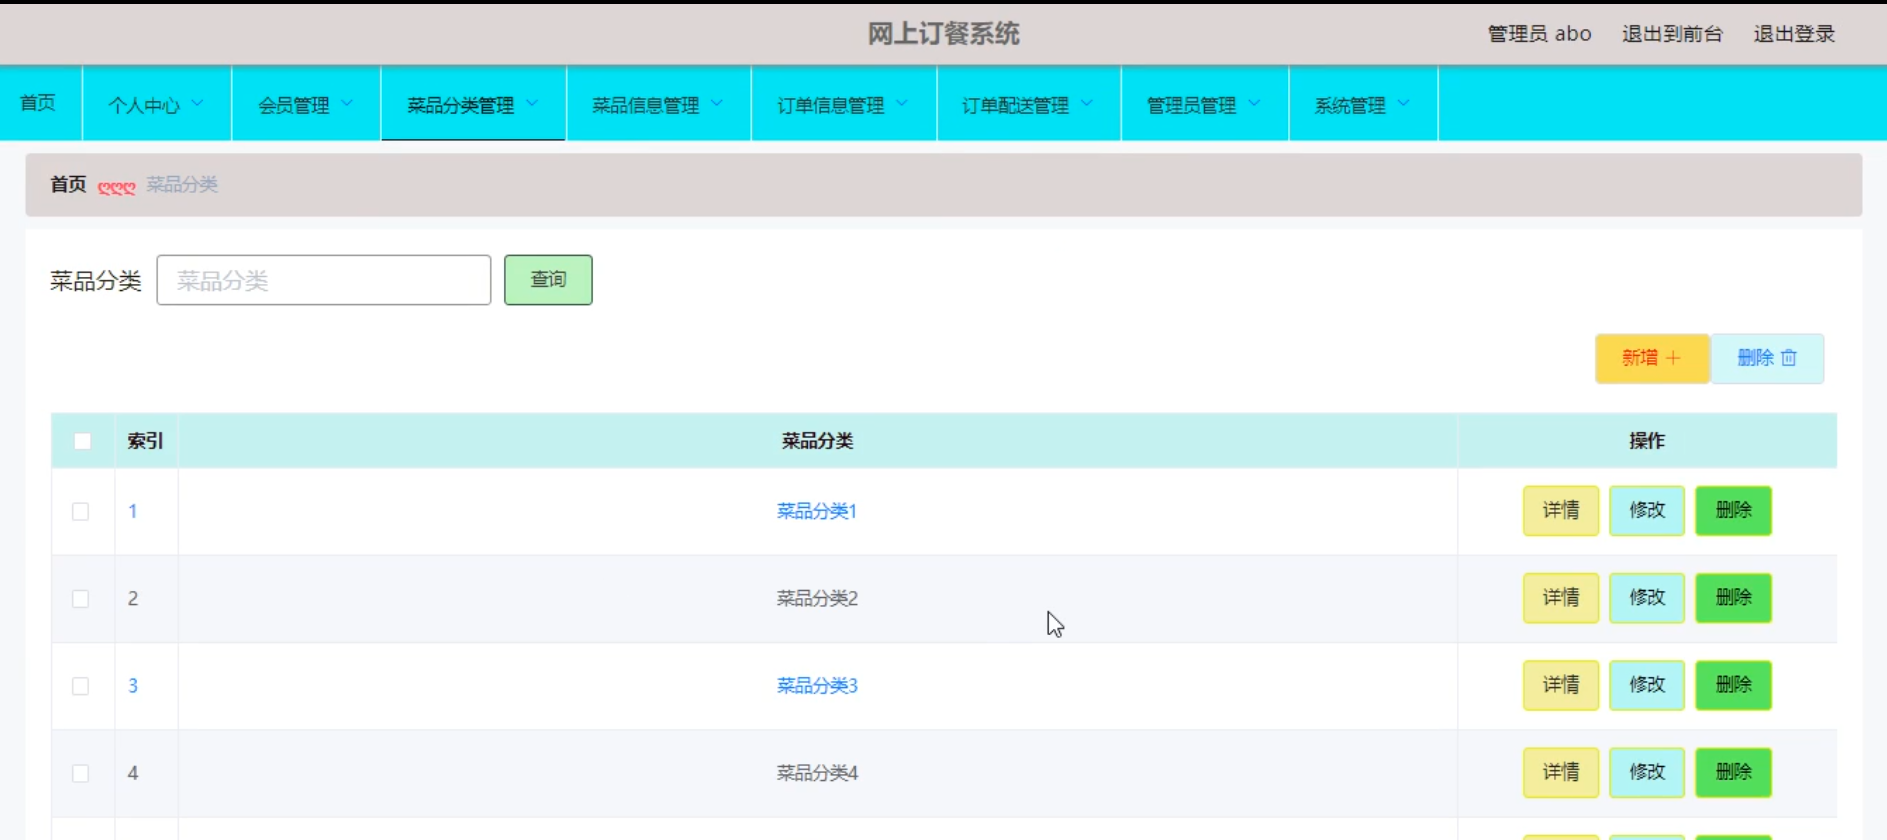 网上订餐系统
管理员 abo 退出到前台 退出登录
首页 个人中心 会员管理 菜品分类管理 菜品信息管理 订单信息管理 订单配送管理 管理员管理 系统管理
首页 ღღღ 菜品分类
菜品分类 菜品分类 查询
新增 删除
索引 菜品分类 操作
1 菜品分类1 详情 修改 删除
2 菜品分类2 详情 修改 删除
3 菜品分类3 详情 修改 删除
4 菜品分类4 详情 修改 删除